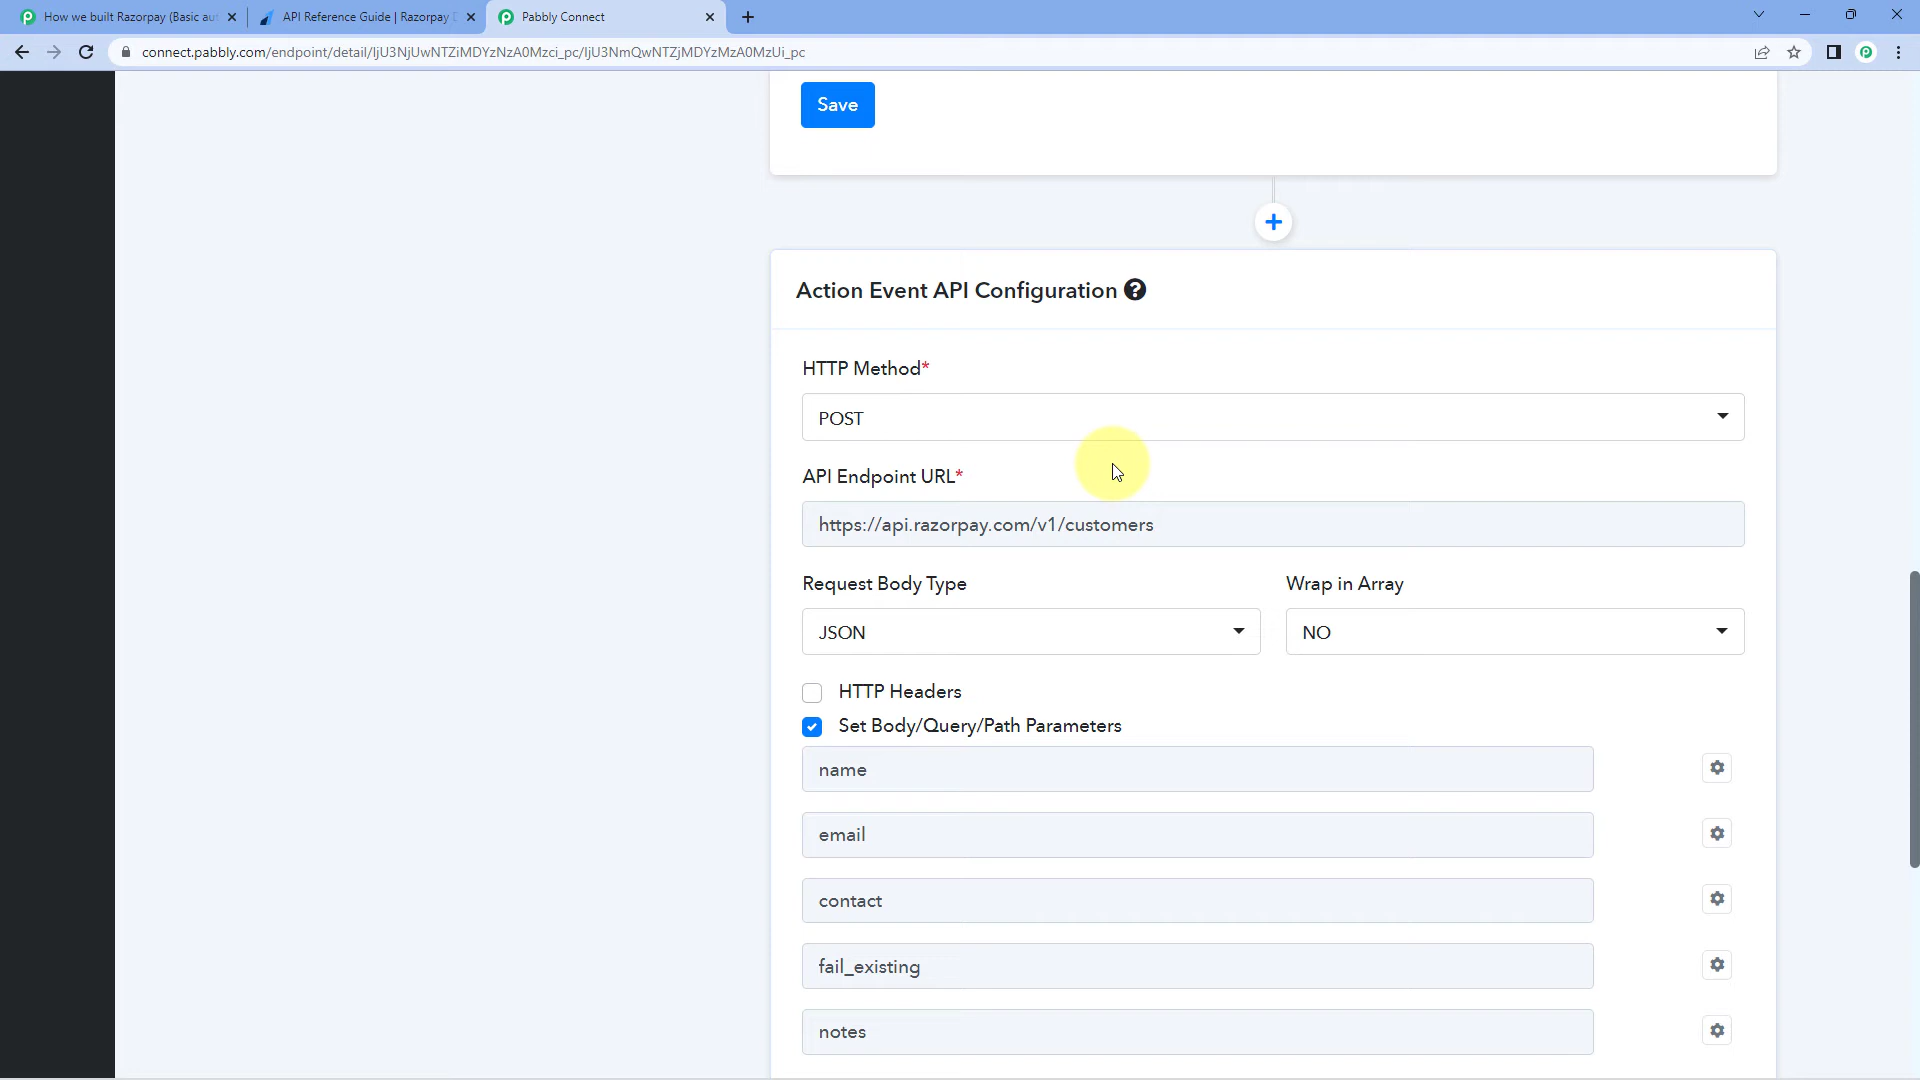 How we built Razorpay (Basic au
API Reference Guide | Razorpay
Pabbly Connect
connect.pabbly.com/endpoint/detail/IjU3NjUwNTZiMDYzNzA0Mzci_pc/IjU3NmQwNTZjMDYzMzA0MzUi_pc
Save
Action Event API Configuration
HTTP Method*
POST
API Endpoint URL*
https://api.razorpay.com/v1/customers
Request Body Type
Wrap in Array
JSON
NO
HTTP Headers
Set Body/Query/Path Parameters
name
email
contact
fail_existing
notes